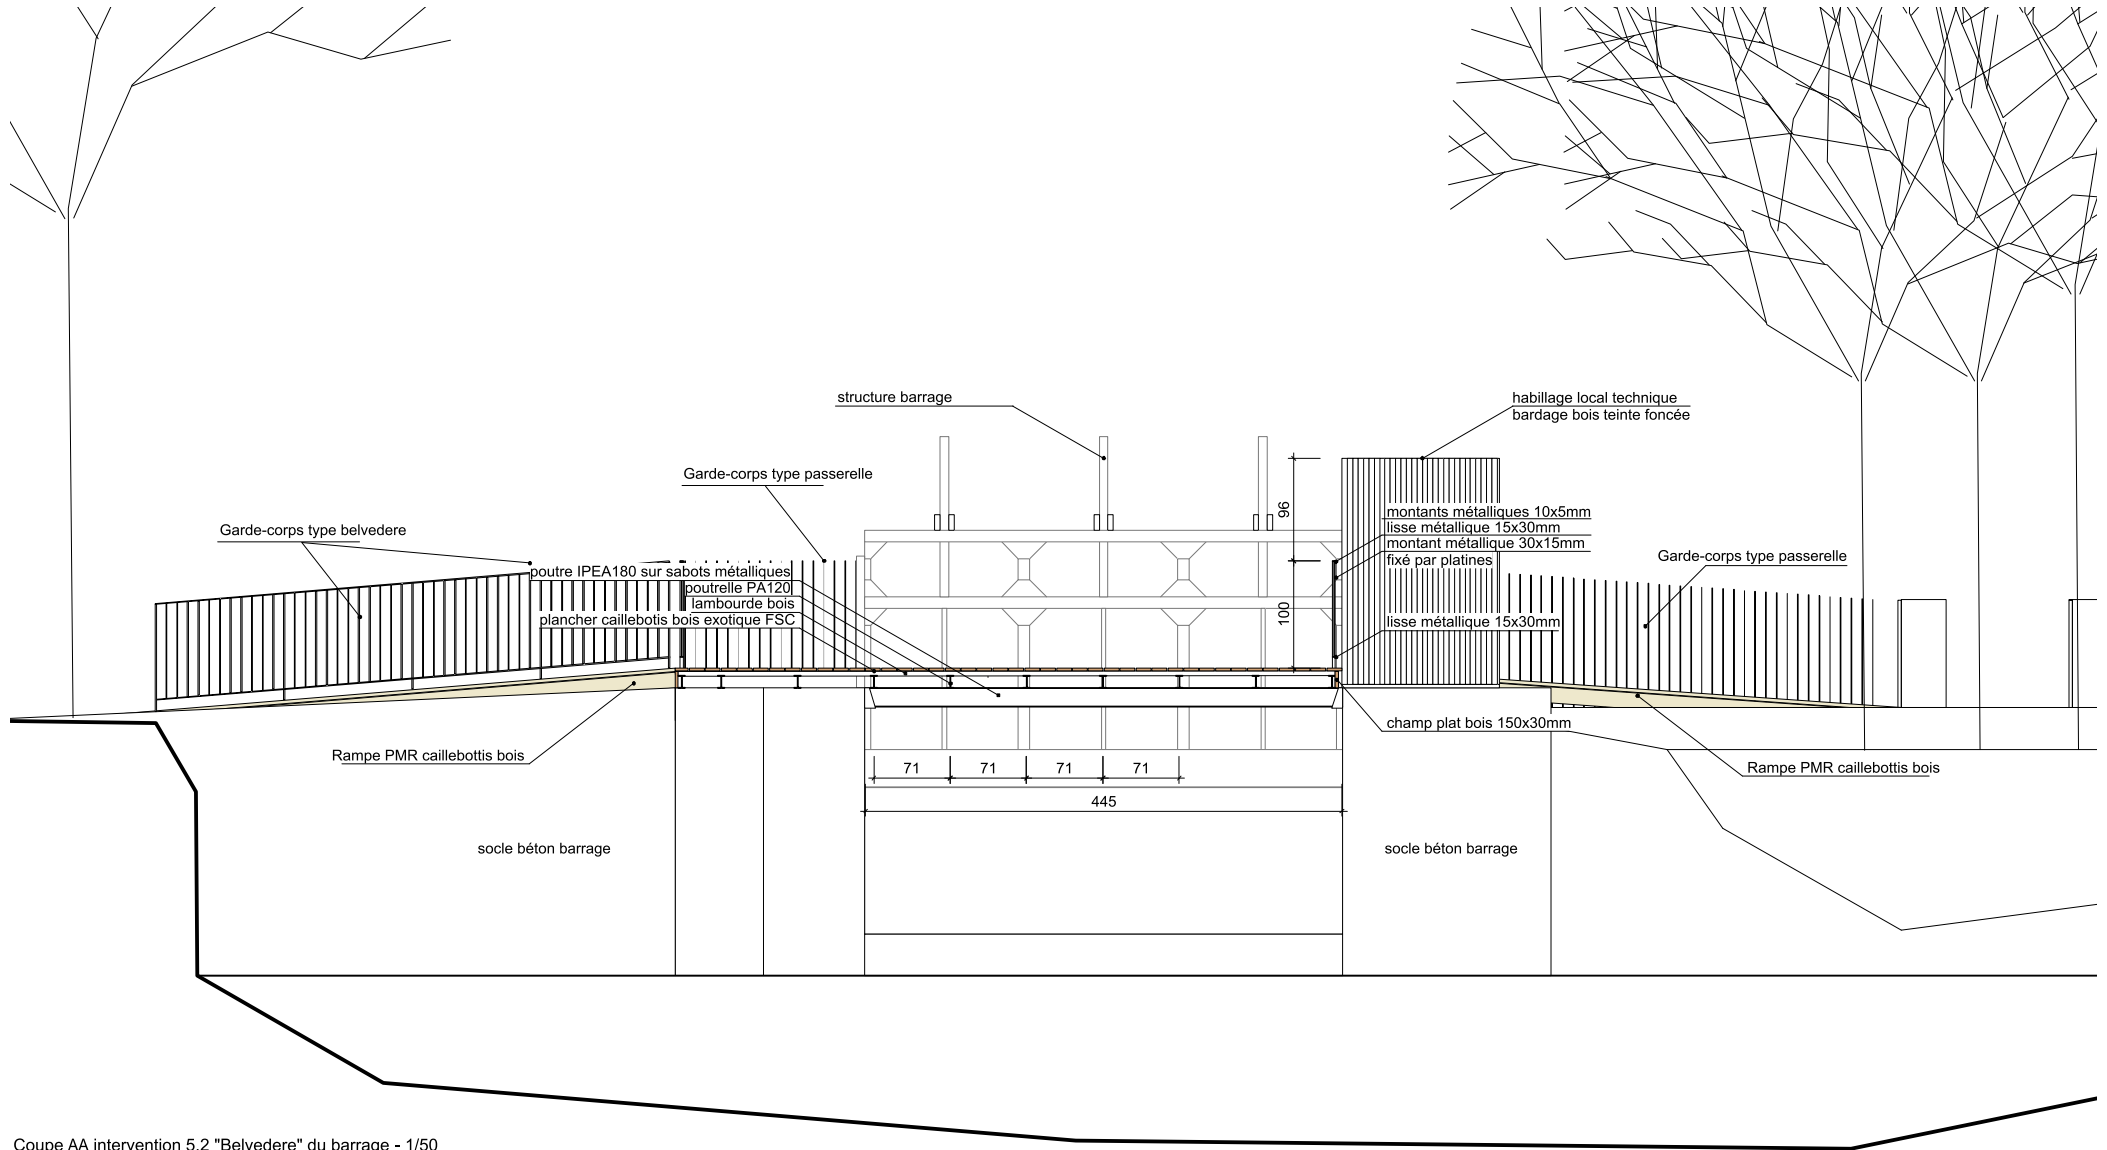 structure barrage
habillage local technique
bardage bois teinte foncée
Garde-corps type passerelle
Garde-corps type belvedere
96
montants métalliques 10x5mm
lisse métallique 15x30mm
montant métallique 30x15mm
fixé par platines
Garde-corps type passerelle
poutre IPEA180 sur sabots métalliques
poutrelle PA120
lambourde bois
plancher caillebotis bois exotique FSC
100
lisse métallique 15x30mm
champ plat bois 150x30mm
Rampe PMR caillebottis bois
71
71
71
71
Rampe PMR caillebottis bois
445
socle béton barrage
socle béton barrage
Coupe AA intervention 5.2 "Belvedere" du barrage - 1/50